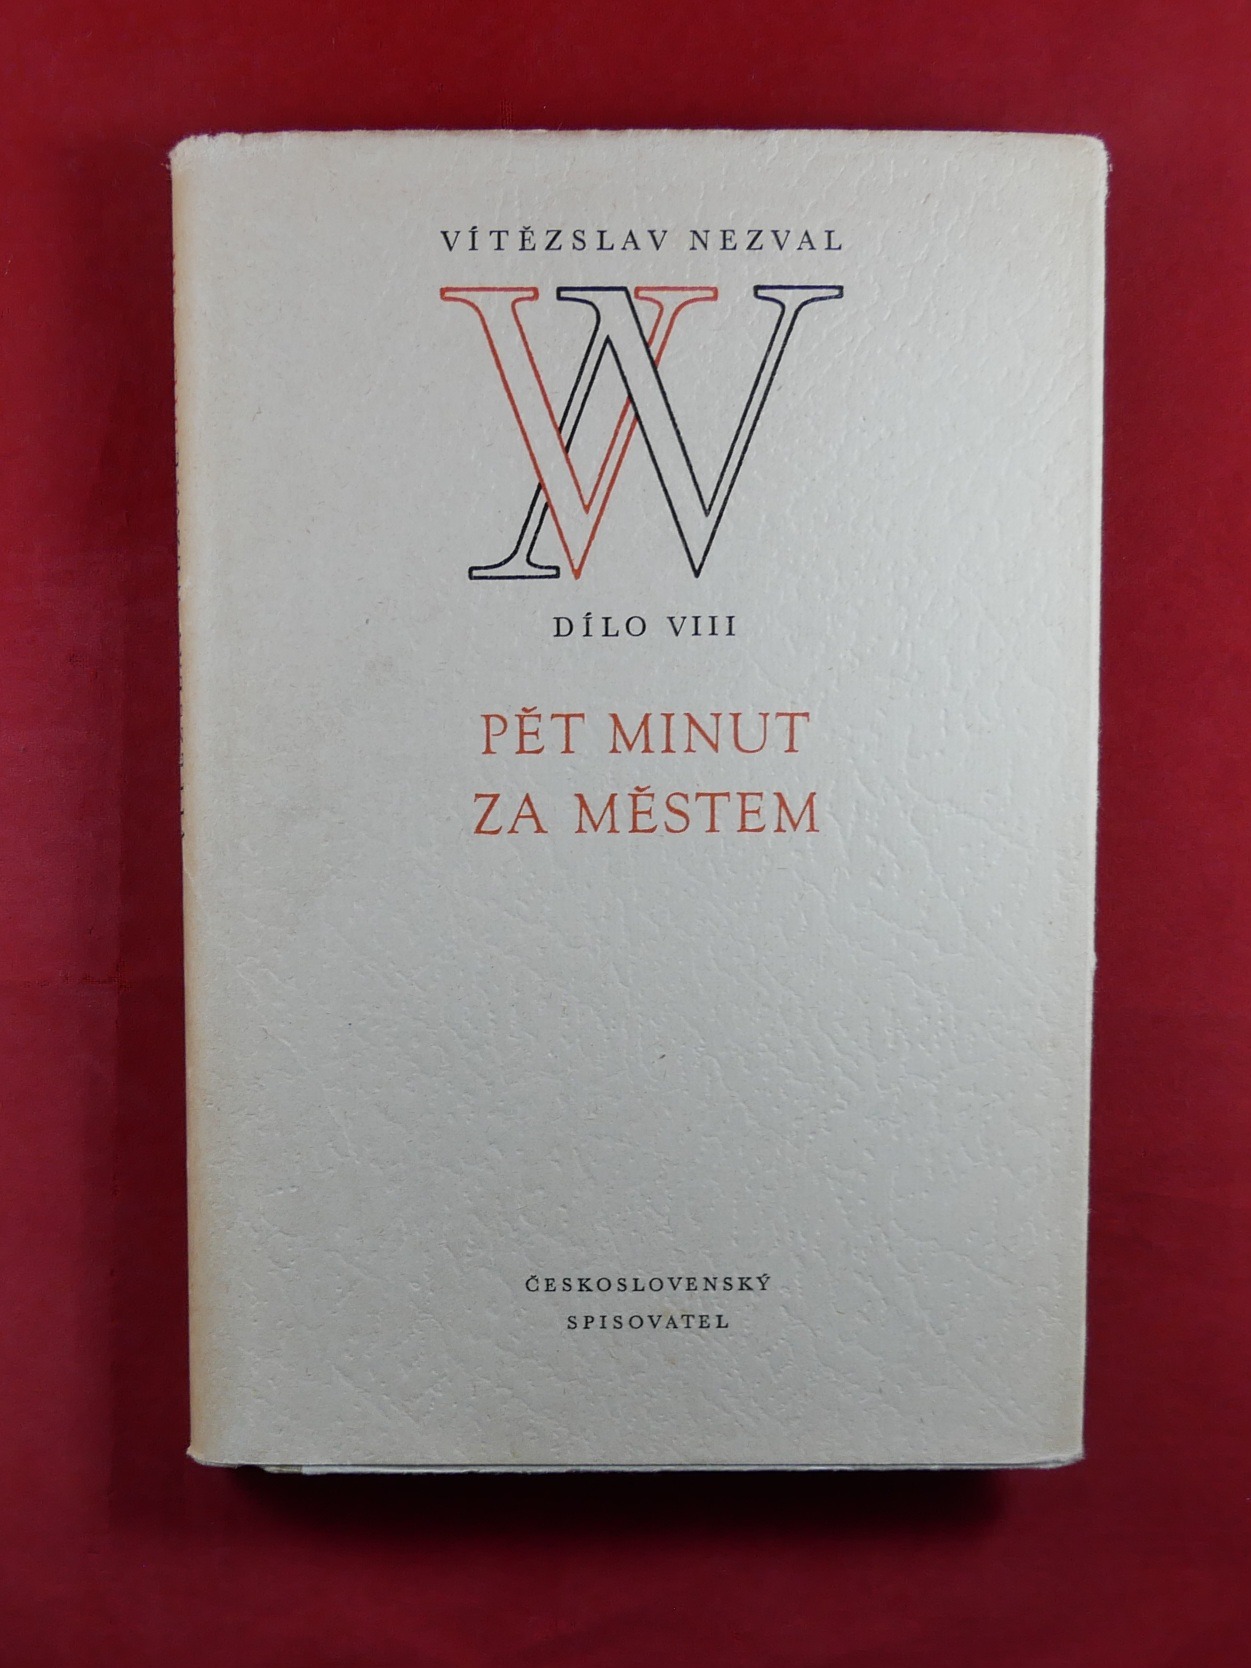 VÍTĚZSLAV NEZVAL
VN
DÍLO VIII
PĚT MINUT
ZA MĚSTEM
ČESKOSLOVENSKÝ
SPISOVATEL